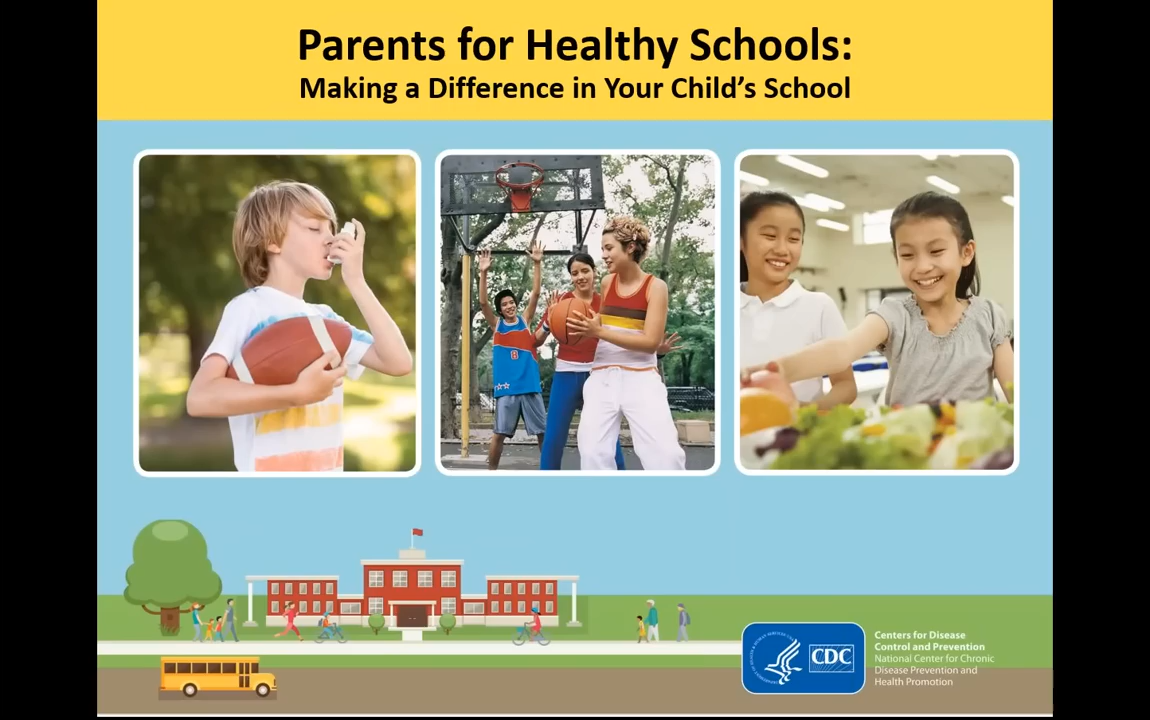 Parents for Healthy Schools:
Making a Difference in Your Child's School
8
CDC
Centers for Disease
Control and Prevention
National Center for Chronic
Disease Prevention and
Health Promotion